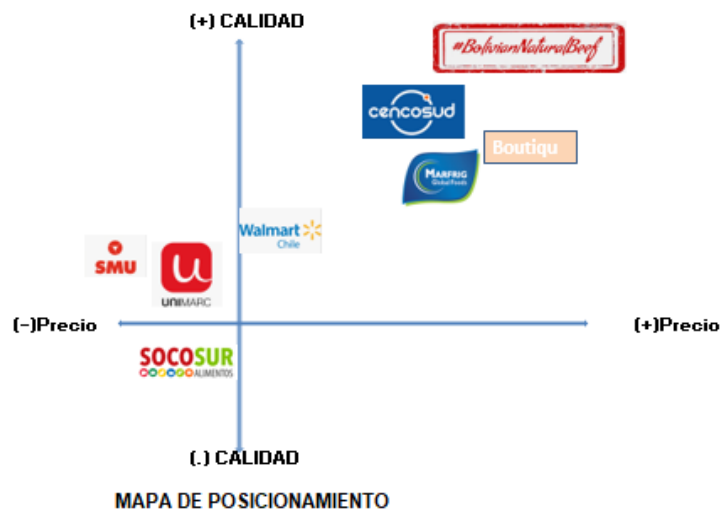 (+) CALIDAD
#BolivianNaturalBeef
cencosud
Boutiqu
MARFRIG
Global Foods
Walmart
Chile
SMU
u
UNIMARC
(-)Precio
(+)Precio
SOCOSUR
ALIMENTOS
(.) CALIDAD
MAPA DE POSICIONAMIENTO